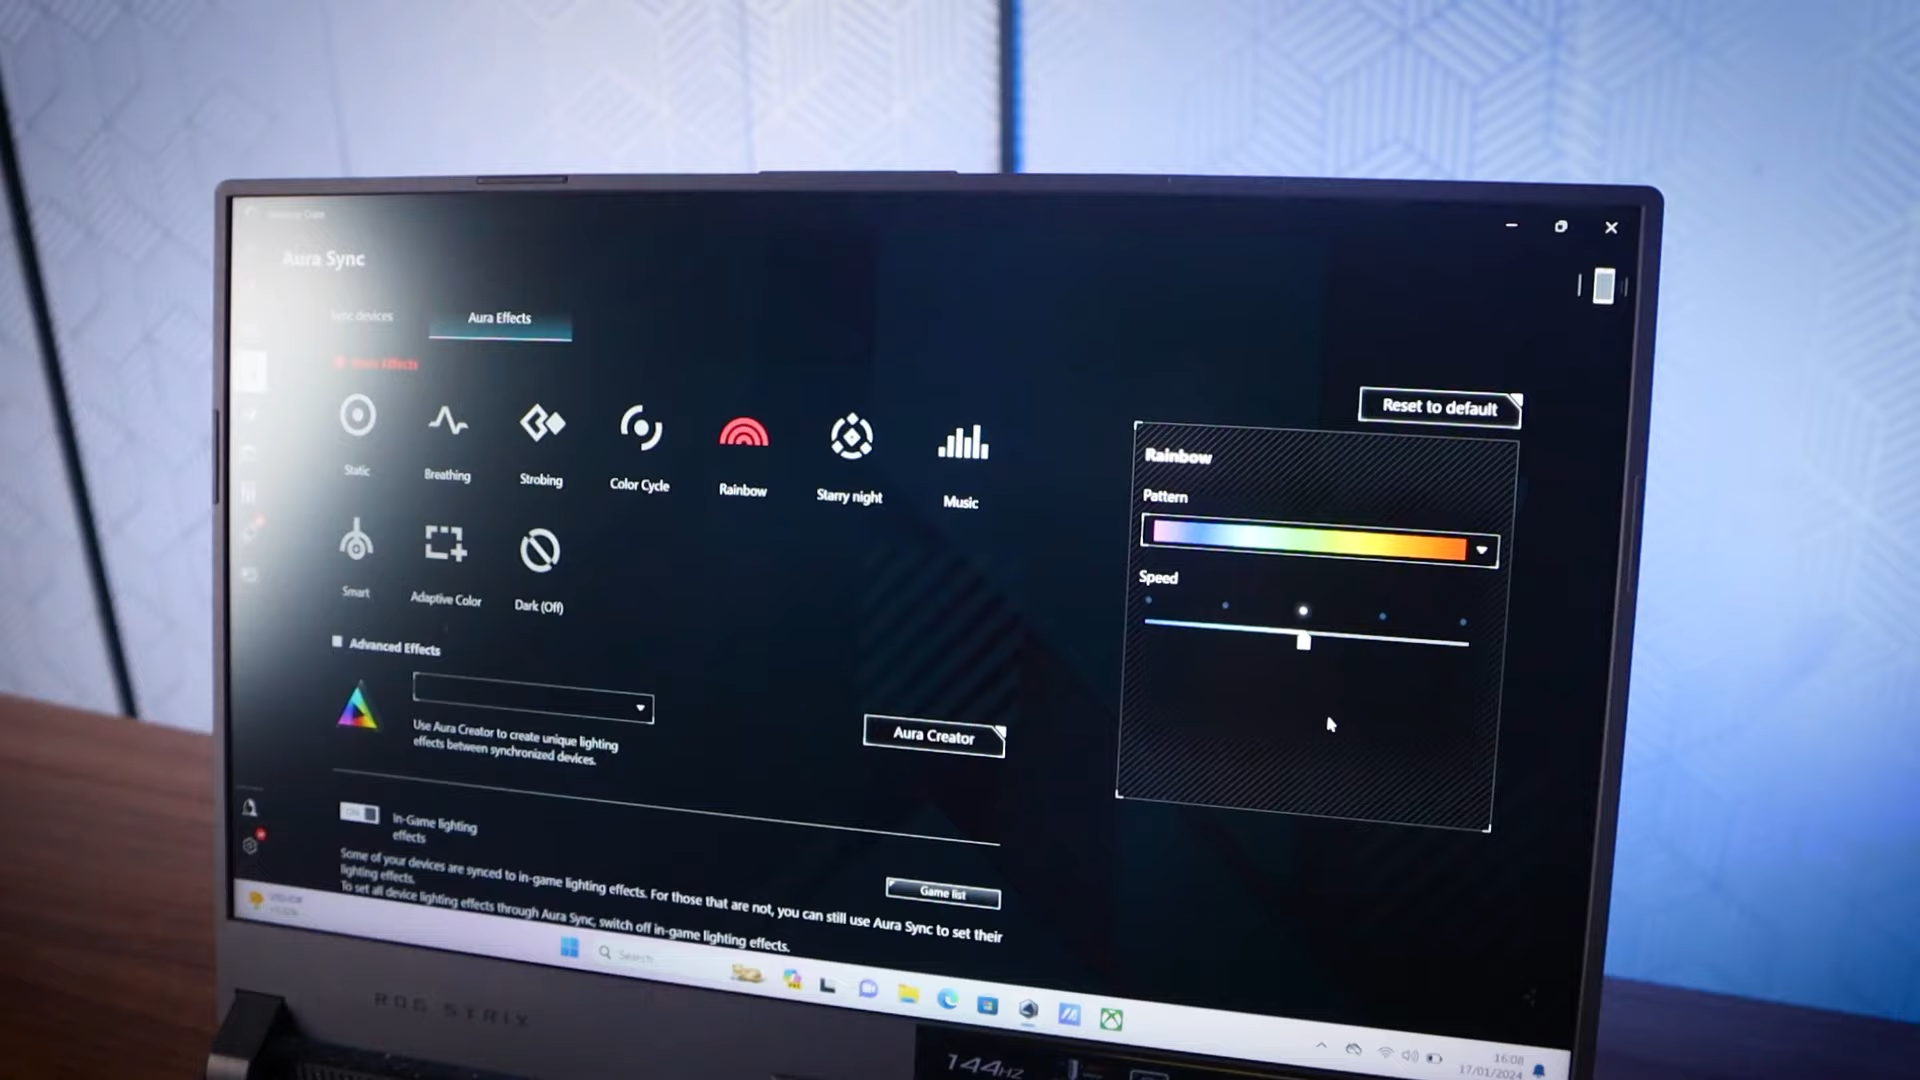 Aura Sync
Sync devices
Aura Effects
Static
Breathing
Strobing
Color Cycle
Rainbow
Starry night
Music
Smart
Adaptive Color
Dark (Off)
Advanced Effects
Use Aura Creator to create unique lighting
effects between synchronized devices.
Aura Creator
ON
In-Game lighting
effects
Some of your devices are synced to in-game lighting effects. For those that are not, you can still use Aura Sync to set their
lighting effects.
To set all device lighting effects through Aura Sync, switch off in-game lighting effects.
Game list
Reset to default
Rainbow
Pattern
Speed
Search
16:08
17/01/2024
ROG STRIX
144Hz